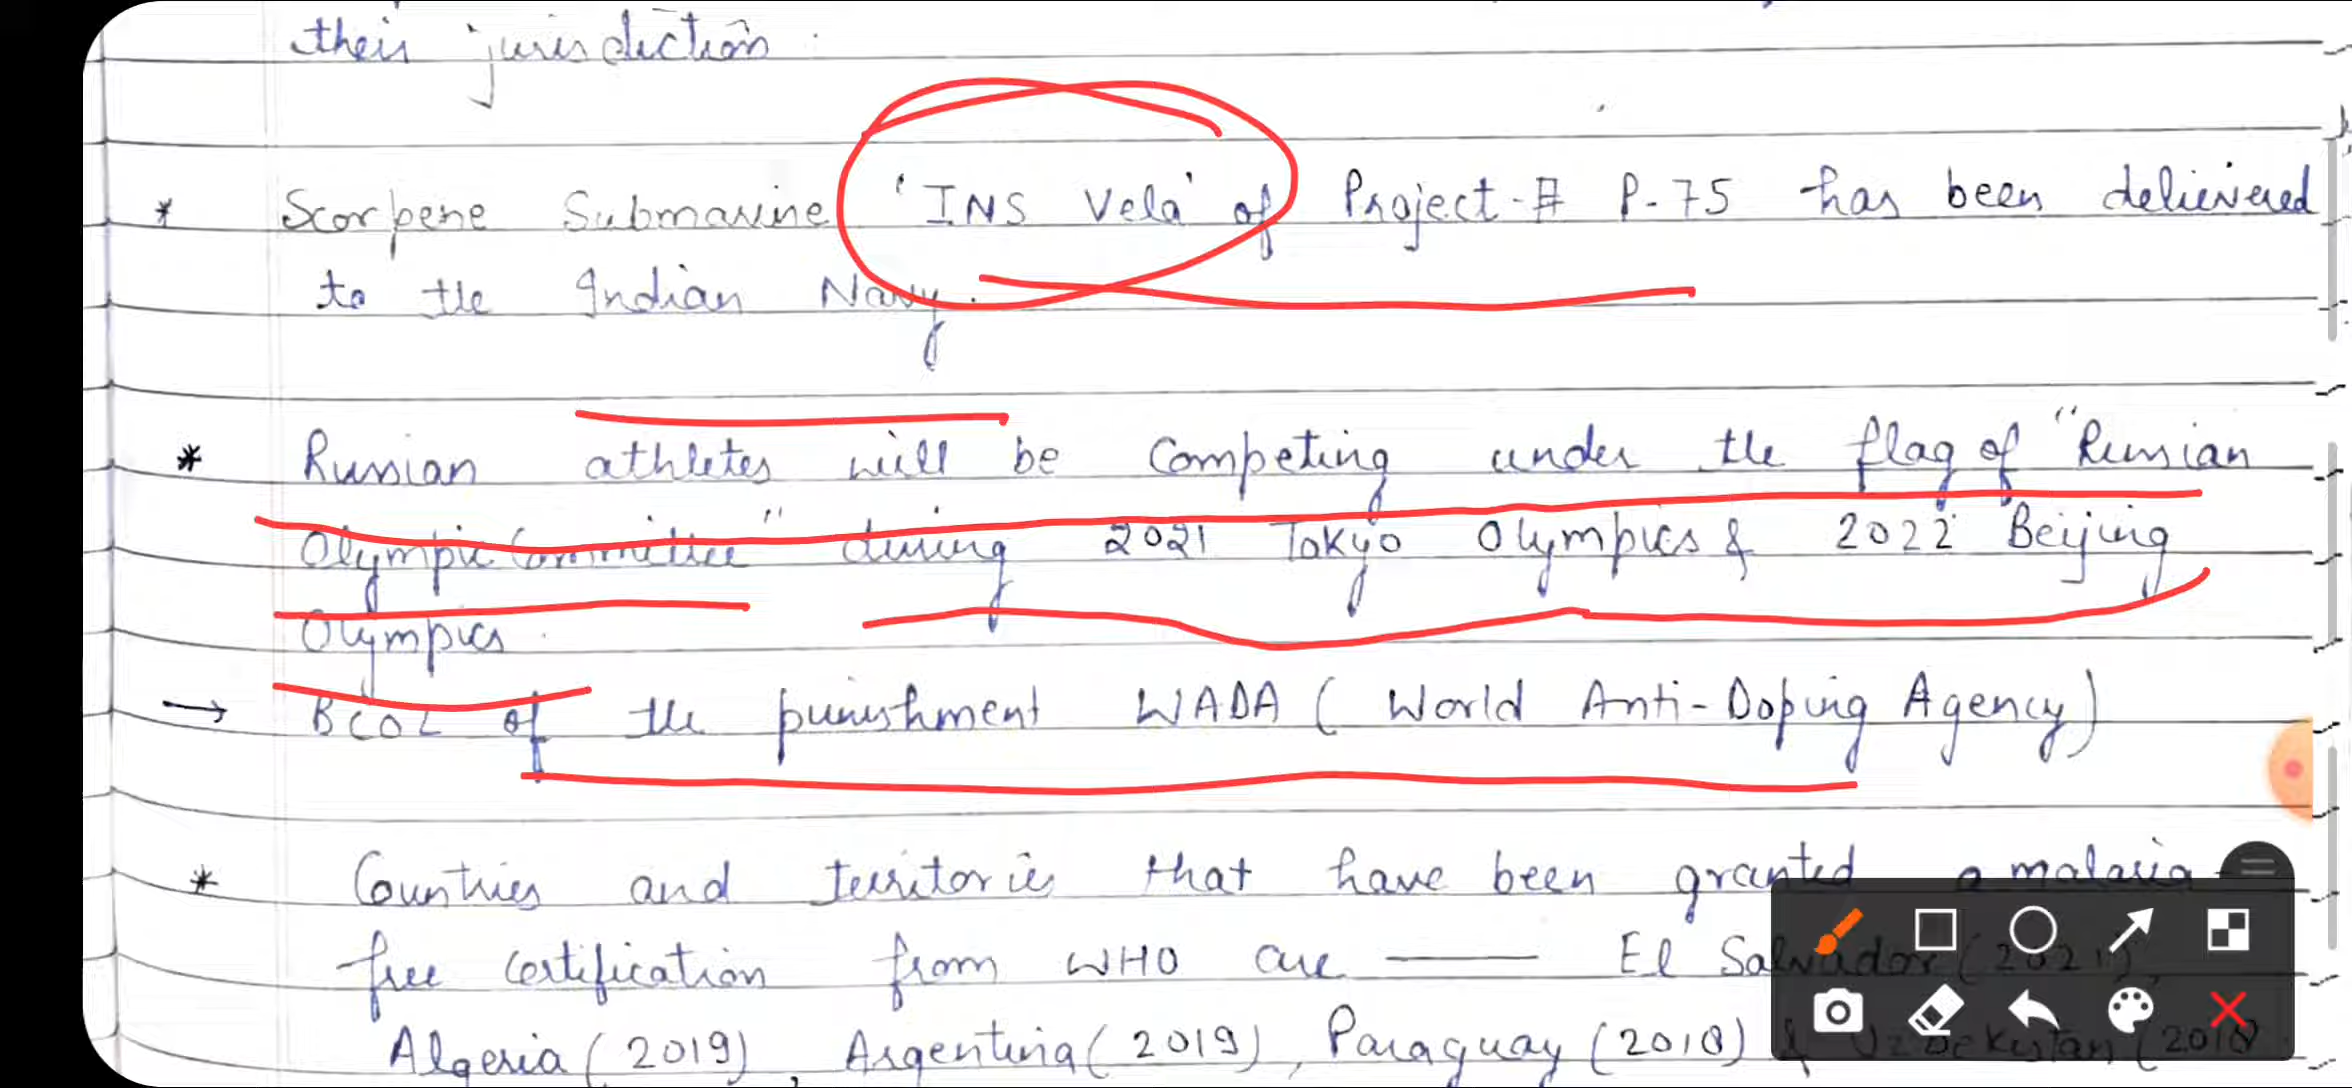 their jurisdiction.
* Scorpene Submarine 'INS Vela' of Project-# P-75 has been delievered
to the Indian Navy.
* Russian athletes will be competing under the flag of "Russian
Olympic Committee" during 2021 Tokyo Olympics & 2022 Beijing
Olympics.
→ BCOZ of the punishment WADA ( World Anti-Doping Agency)
* Countries and territories that have been granted a malaria-
free certification from WHO are —— El Salvador (2021),
Algeria (2019), Argentina (2019), Paraguay (2018) & Uzbekistan (2018